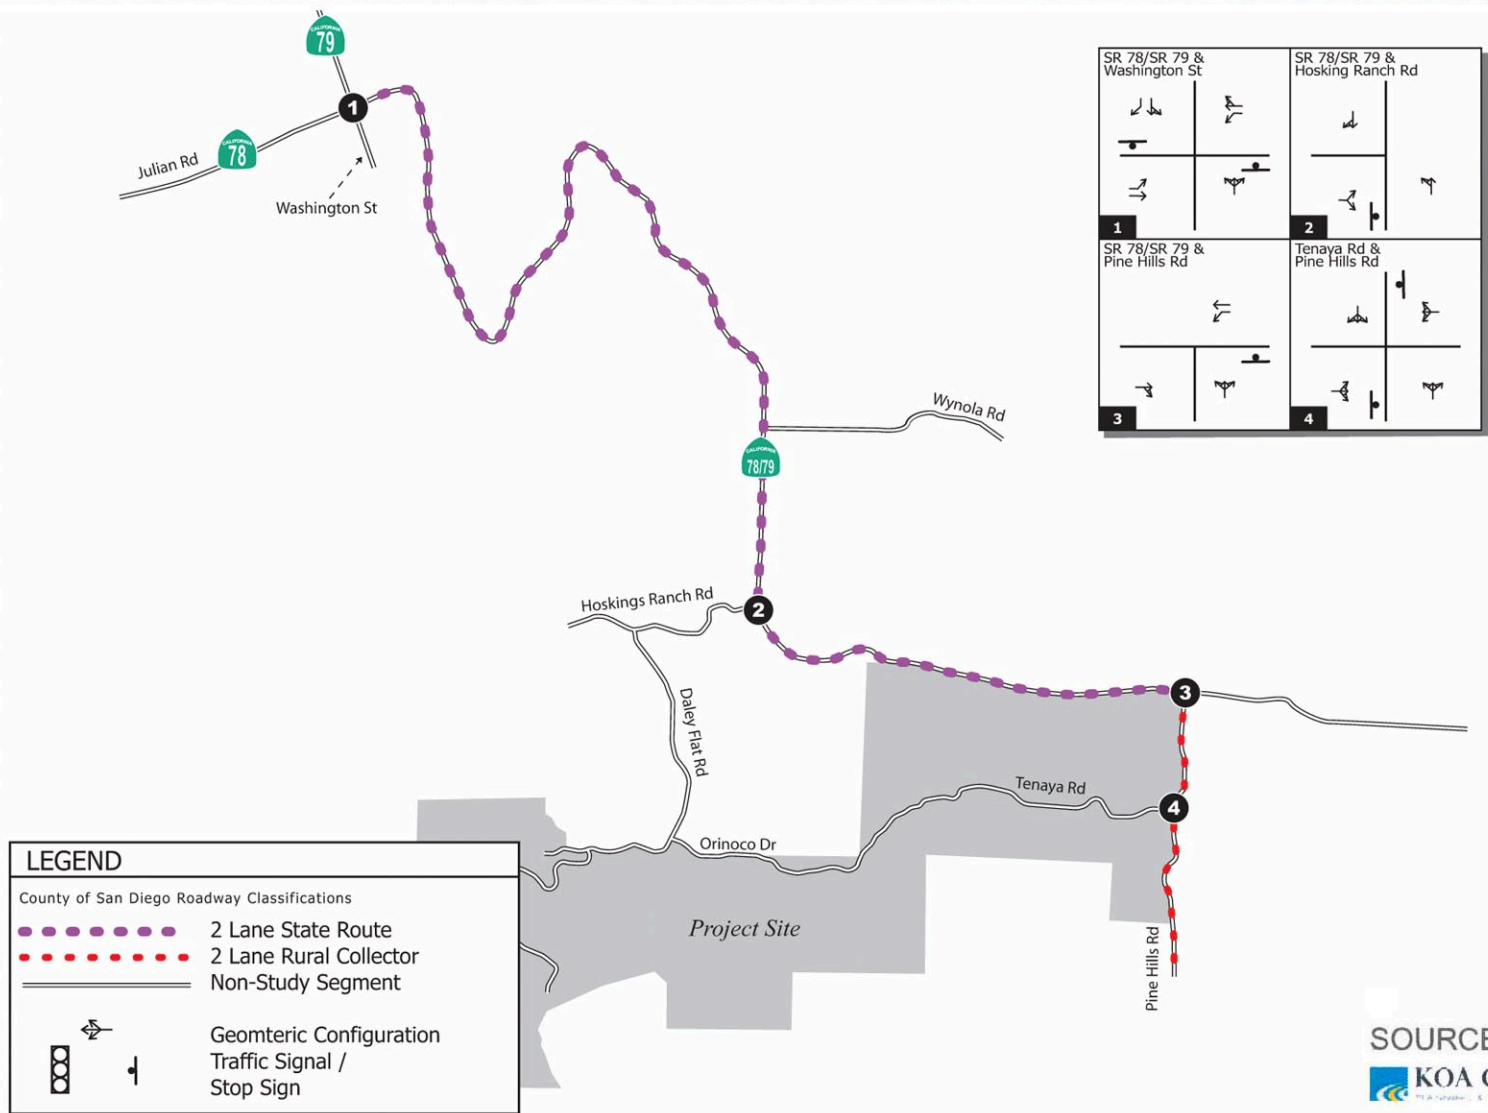 CALIFORNIA
79
1
CALIFORNIA
78
Julian Rd
Washington St
Wynola Rd
CALIFORNIA
78/79
Hoskings Ranch Rd
2
Daley Flat Rd
3
Tenaya Rd
4
Orinoco Dr
Project Site
Pine Hills Rd
SR 78/SR 79 &
Washington St
1
SR 78/SR 79 &
Hosking Ranch Rd
2
SR 78/SR 79 &
Pine Hills Rd
3
Tenaya Rd &
Pine Hills Rd
4
LEGEND
County of San Diego Roadway Classifications
2 Lane State Route
2 Lane Rural Collector
Non-Study Segment
Geomteric Configuration
Traffic Signal /
Stop Sign
SOURCE
KOA